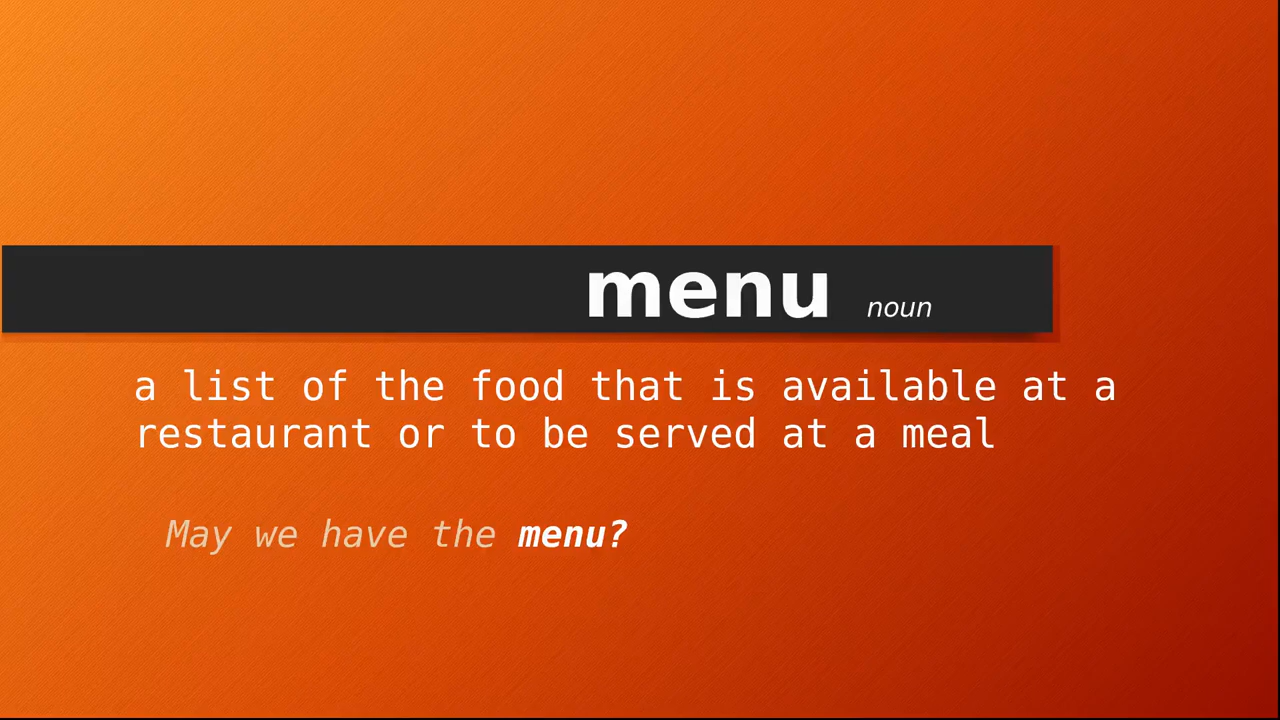 menu noun
a list of the food that is available at a
restaurant or to be served at a meal
May we have the menu?